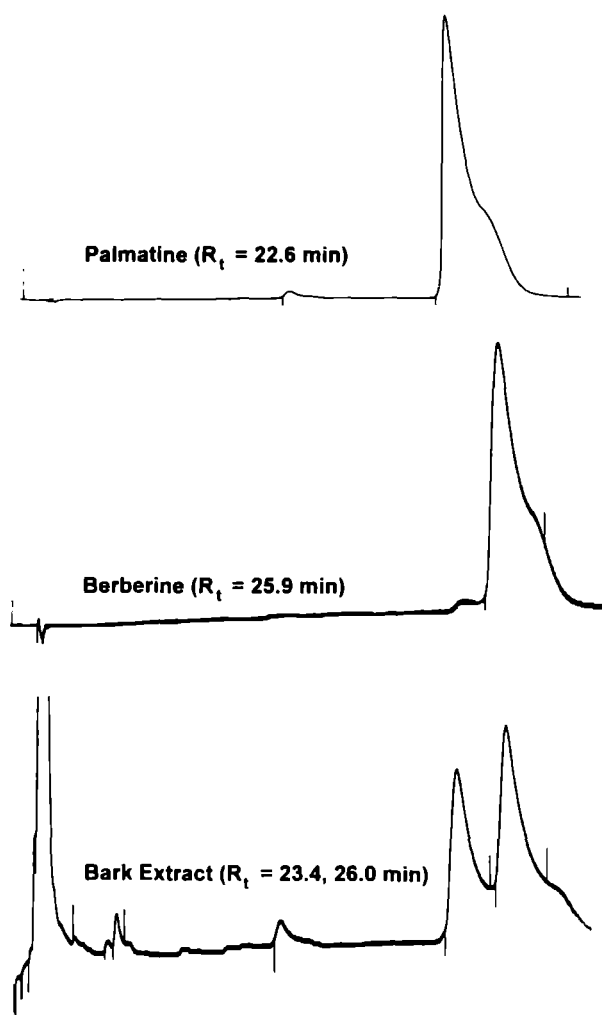 Palmatine (Rt = 22.6 min)
Berberine (Rt = 25.9 min)
Bark Extract (Rt = 23.4, 26.0 min)